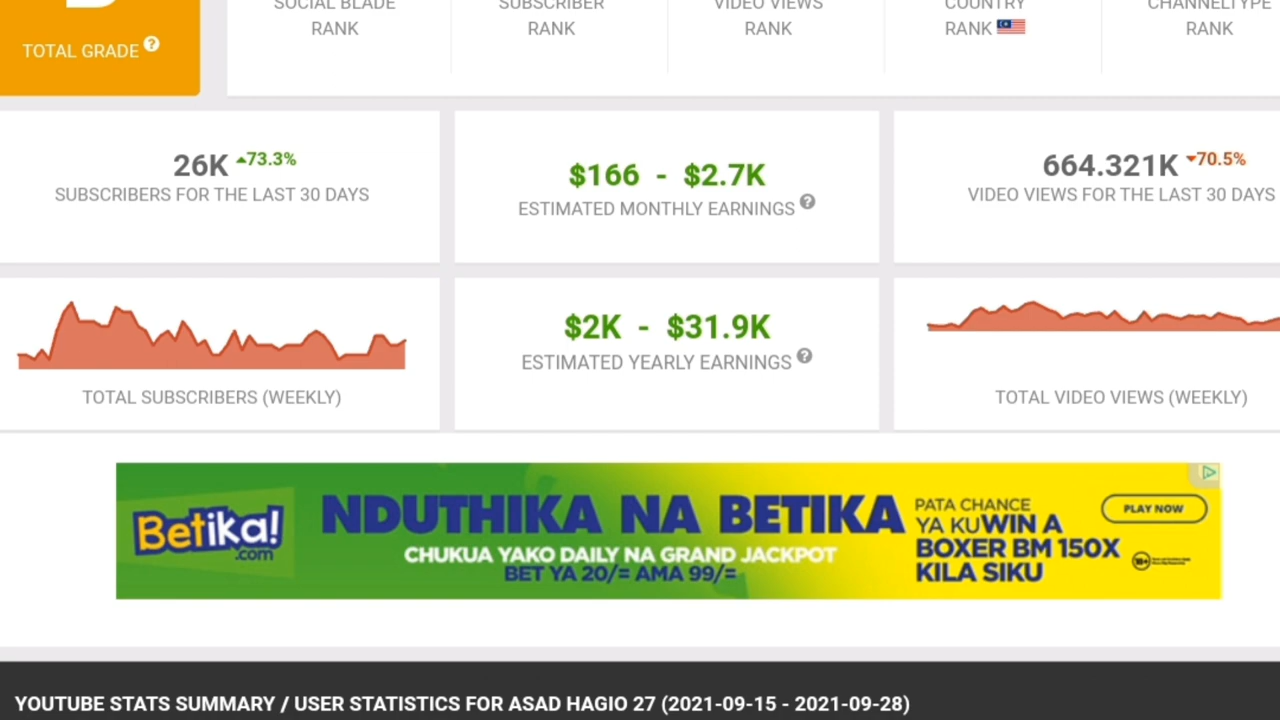 SOCIAL BLADE
RANK
SUBSCRIBER
RANK
VIDEO VIEWS
RANK
COUNTRY
RANK
CHANNELTYPE
RANK
TOTAL GRADE ?
26K 73.3%
SUBSCRIBERS FOR THE LAST 30 DAYS
$166 - $2.7K
ESTIMATED MONTHLY EARNINGS ?
664.321K 70.5%
VIDEO VIEWS FOR THE LAST 30 DAYS
TOTAL SUBSCRIBERS (WEEKLY)
$2K - $31.9K
ESTIMATED YEARLY EARNINGS ?
TOTAL VIDEO VIEWS (WEEKLY)
Betika!
.com
NDUTHIKA NA BETIKA
CHUKUA YAKO DAILY NA GRAND JACKPOT
BET YA 20/= AMA 99/=
PATA CHANCE
YA KUWIN A
BOXER BM 150X
KILA SIKU
PLAY NOW
18+
YOUTUBE STATS SUMMARY / USER STATISTICS FOR ASAD HAGIO 27 (2021-09-15 - 2021-09-28)